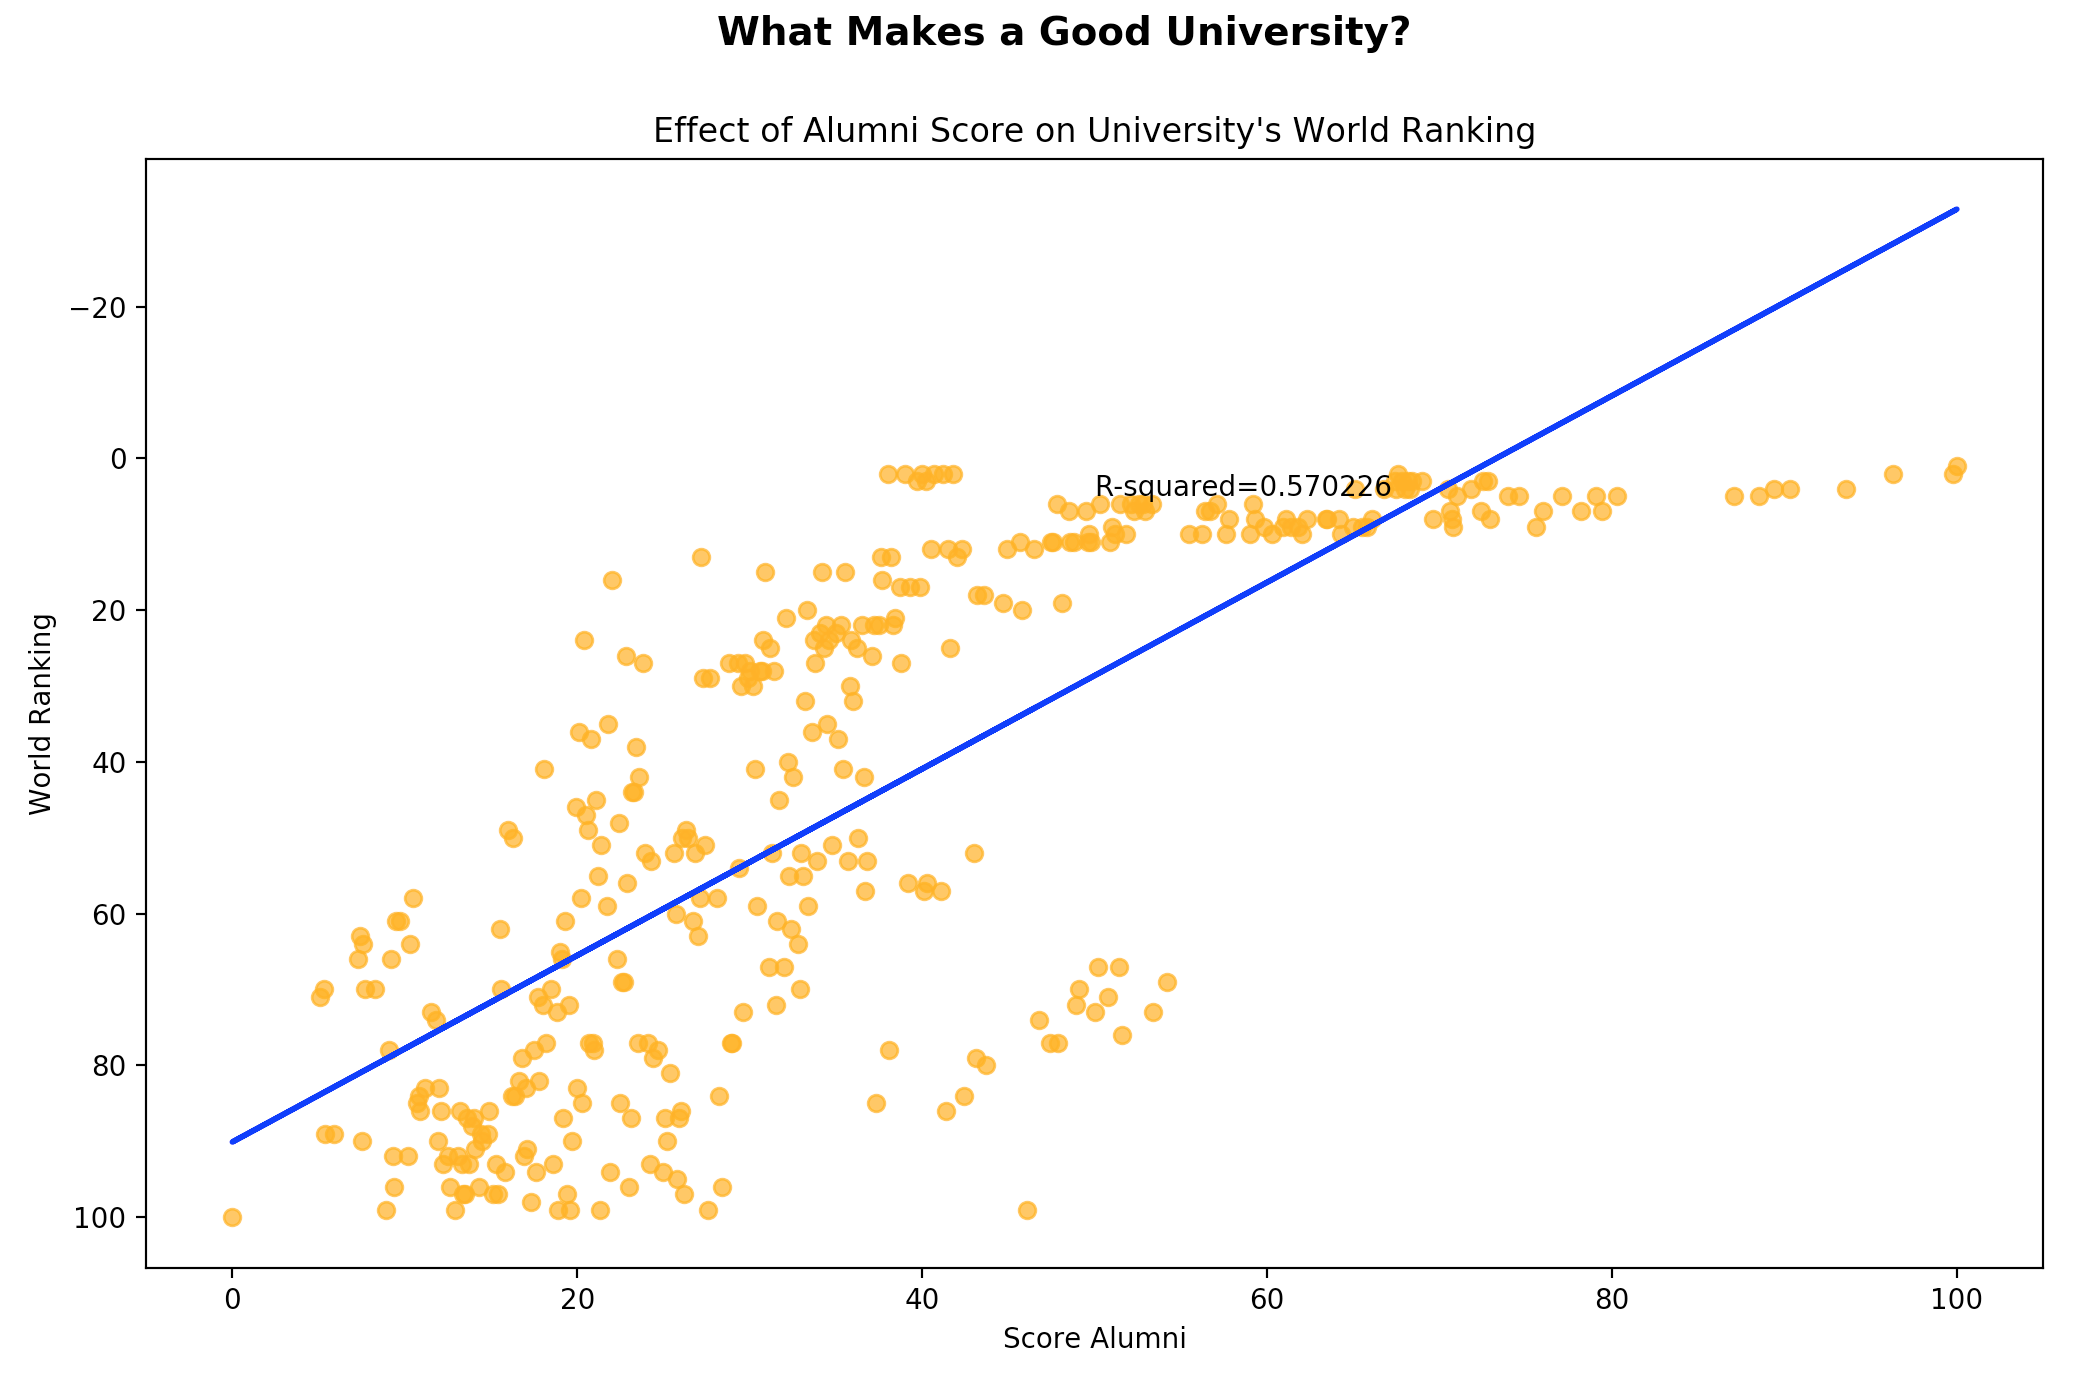 What Makes a Good University?
Effect of Alumni Score on University's World Ranking
−20
0
20
40
60
80
100
World Ranking
R-squared=0.570226
0
20
40
60
80
100
Score Alumni